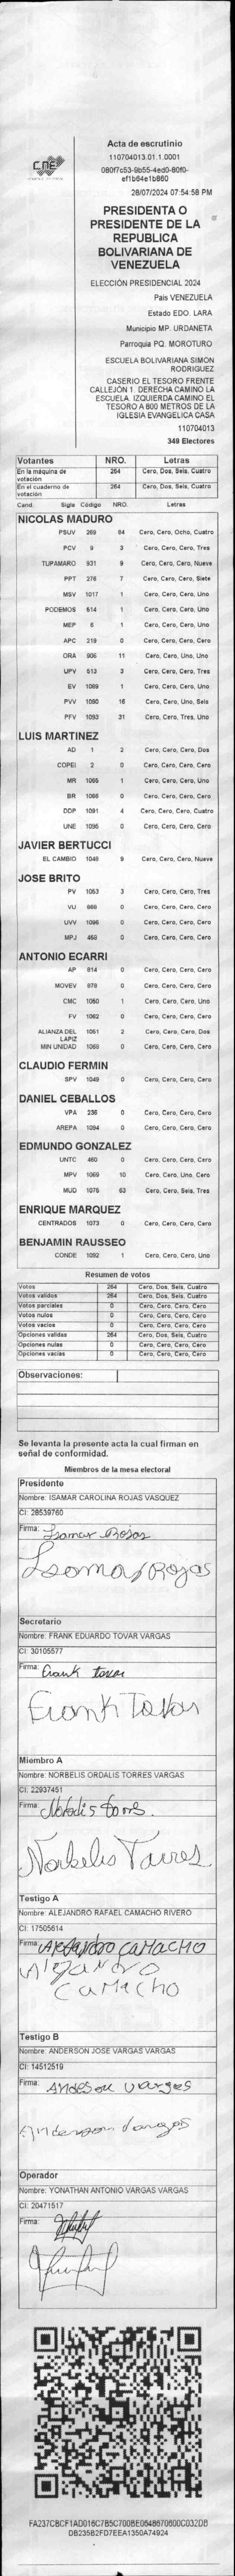 CNE
Acta de escrutinio
110704013.01.1.0001
080f7c53-9b55-4ed0-80f0-
ef1b64e1b860
28/07/2024 07:54:58 PM
PRESIDENTA O
PRESIDENTE DE LA
REPUBLICA
BOLIVARIANA DE
VENEZUELA
ELECCIÓN PRESIDENCIAL 2024
Pais VENEZUELA
Estado EDO. LARA
Municipio MP. URDANETA
Parroquia PQ. MOROTURO
ESCUELA BOLIVARIANA SIMON
RODRIGUEZ
CASERIO EL TESORO FRENTE
CALLEJÓN 1. DERECHA CAMINO LA
ESCUELA. IZQUIERDA CAMINO EL
TESORO A 800 METROS DE LA
IGLESIA EVANGELICA CASA
110704013
349 Electores
Votantes NRO. Letras
En la máquina de votación 264 Cero, Dos, Seis, Cuatro
En el cuaderno de votación 264 Cero, Dos, Seis, Cuatro
Cand. Sigla Código NRO. Letras
NICOLAS MADURO
PSUV 269 84 Cero, Cero, Ocho, Cuatro
PCV 9 3 Cero, Cero, Cero, Tres
TUPAMARO 931 9 Cero, Cero, Cero, Nueve
PPT 276 7 Cero, Cero, Cero, Siete
MSV 1017 1 Cero, Cero, Cero, Uno
PODEMOS 614 1 Cero, Cero, Cero, Uno
MEP 6 1 Cero, Cero, Cero, Uno
APC 219 0 Cero, Cero, Cero, Cero
ORA 906 11 Cero, Cero, Uno, Uno
UPV 513 3 Cero, Cero, Cero, Tres
EV 1089 1 Cero, Cero, Cero, Uno
PVV 1090 16 Cero, Cero, Uno, Seis
PFV 1093 31 Cero, Cero, Tres, Uno
LUIS MARTINEZ
AD 1 2 Cero, Cero, Cero, Dos
COPEI 2 0 Cero, Cero, Cero, Cero
MR 1065 1 Cero, Cero, Cero, Uno
BR 1066 0 Cero, Cero, Cero, Cero
DDP 1091 4 Cero, Cero, Cero, Cuatro
UNE 1095 0 Cero, Cero, Cero, Cero
JAVIER BERTUCCI
EL CAMBIO 1048 9 Cero, Cero, Cero, Nueve
JOSE BRITO
PV 1053 3 Cero, Cero, Cero, Tres
VU 868 0 Cero, Cero, Cero, Cero
UVV 1096 0 Cero, Cero, Cero, Cero
MPJ 458 0 Cero, Cero, Cero, Cero
ANTONIO ECARRI
AP 814 0 Cero, Cero, Cero, Cero
MOVEV 979 0 Cero, Cero, Cero, Cero
CMC 1050 1 Cero, Cero, Cero, Uno
FV 1062 0 Cero, Cero, Cero, Cero
ALIANZA DEL LAPIZ 1051 2 Cero, Cero, Cero, Dos
MIN UNIDAD 1068 0 Cero, Cero, Cero, Cero
CLAUDIO FERMIN
SPV 1049 0 Cero, Cero, Cero, Cero
DANIEL CEBALLOS
VPA 236 0 Cero, Cero, Cero, Cero
AREPA 1094 0 Cero, Cero, Cero, Cero
EDMUNDO GONZALEZ
UNTC 460 0 Cero, Cero, Cero, Cero
MPV 1069 10 Cero, Cero, Uno, Cero
MUD 1075 63 Cero, Cero, Seis, Tres
ENRIQUE MARQUEZ
CENTRADOS 1073 0 Cero, Cero, Cero, Cero
BENJAMIN RAUSSEO
CONDE 1092 1 Cero, Cero, Cero, Uno
Resumen de votos
Votos 264 Cero, Dos, Seis, Cuatro
Votos validos 264 Cero, Dos, Seis, Cuatro
Votos parciales 0 Cero, Cero, Cero, Cero
Votos nulos 0 Cero, Cero, Cero, Cero
Votos vacios 0 Cero, Cero, Cero, Cero
Opciones validas 264 Cero, Dos, Seis, Cuatro
Opciones nulas 0 Cero, Cero, Cero, Cero
Opciones vacias 0 Cero, Cero, Cero, Cero
Observaciones:
Se levanta la presente acta la cual firman en
señal de conformidad.
Miembros de la mesa electoral
Presidente
Nombre: ISAMAR CAROLINA ROJAS VASQUEZ
CI: 28539760
Firma: Isamar Rojas
Isamar Rojas
Secretario
Nombre: FRANK EDUARDO TOVAR VARGAS
CI: 30105577
Firma: Frank tovar
Frank Tovar
Miembro A
Nombre: NORBELIS ORDALIS TORRES VARGAS
CI: 22937451
Firma:
Norbelis Torres
Testigo A
Nombre: ALEJANDRO RAFAEL CAMACHO RIVERO
CI: 17505614
Firma: Alejandro CAMACHO
Alejandro
Camacho
Testigo B
Nombre: ANDERSON JOSE VARGAS VARGAS
CI: 14512519
Firma: Anderson vargas
Anderson Vargas
Operador
Nombre: YONATHAN ANTONIO VARGAS VARGAS
CI: 20471517
Firma:
FA237CBCF1AD016C7B5C700BE0648670600C032DB
DB235B2FD7EEA1350A74924